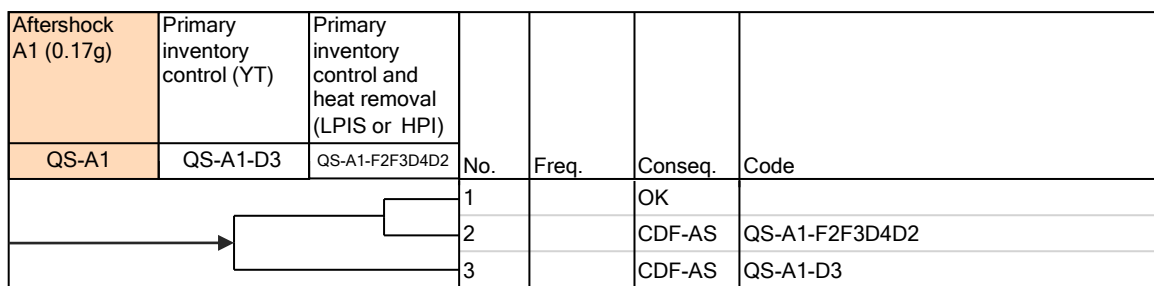 Aftershock
A1 (0.17g)
Primary
inventory
control (YT)
Primary
inventory
control and
heat removal
(LPIS or HPI)
QS-A1
QS-A1-D3
QS-A1-F2F3D4D2
No.
Freq.
Conseq.
Code
1
OK
2
CDF-AS
QS-A1-F2F3D4D2
3
CDF-AS
QS-A1-D3